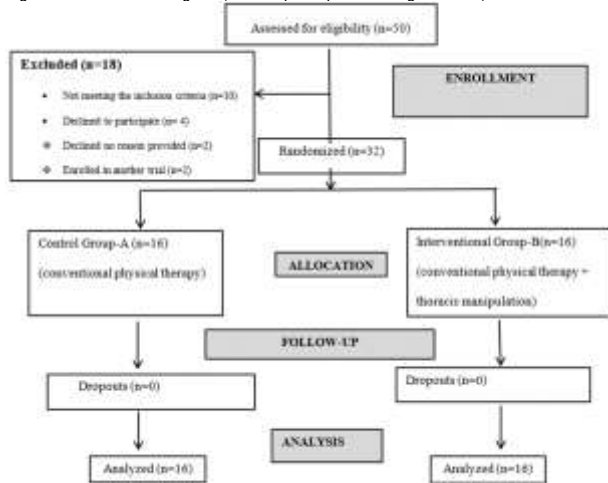 Assessed for eligibility (n=50)
Excluded (n=18)
ENROLLMENT
Not meeting the inclusion criteria (n=10)
Declined to participate (n= 4)
Declined no reason provided (n=2)
Enrolled in another trial (n=2)
Randomized (n=32)
Control Group-A (n=16)
(conventional physical therapy)
Interventional Group-B(n=16)
(conventional physical therapy +
thoracic manipulation)
ALLOCATION
FOLLOW-UP
Dropouts (n=0)
Dropouts (n=0)
ANALYSIS
Analyzed (n=16)
Analyzed (n=16)